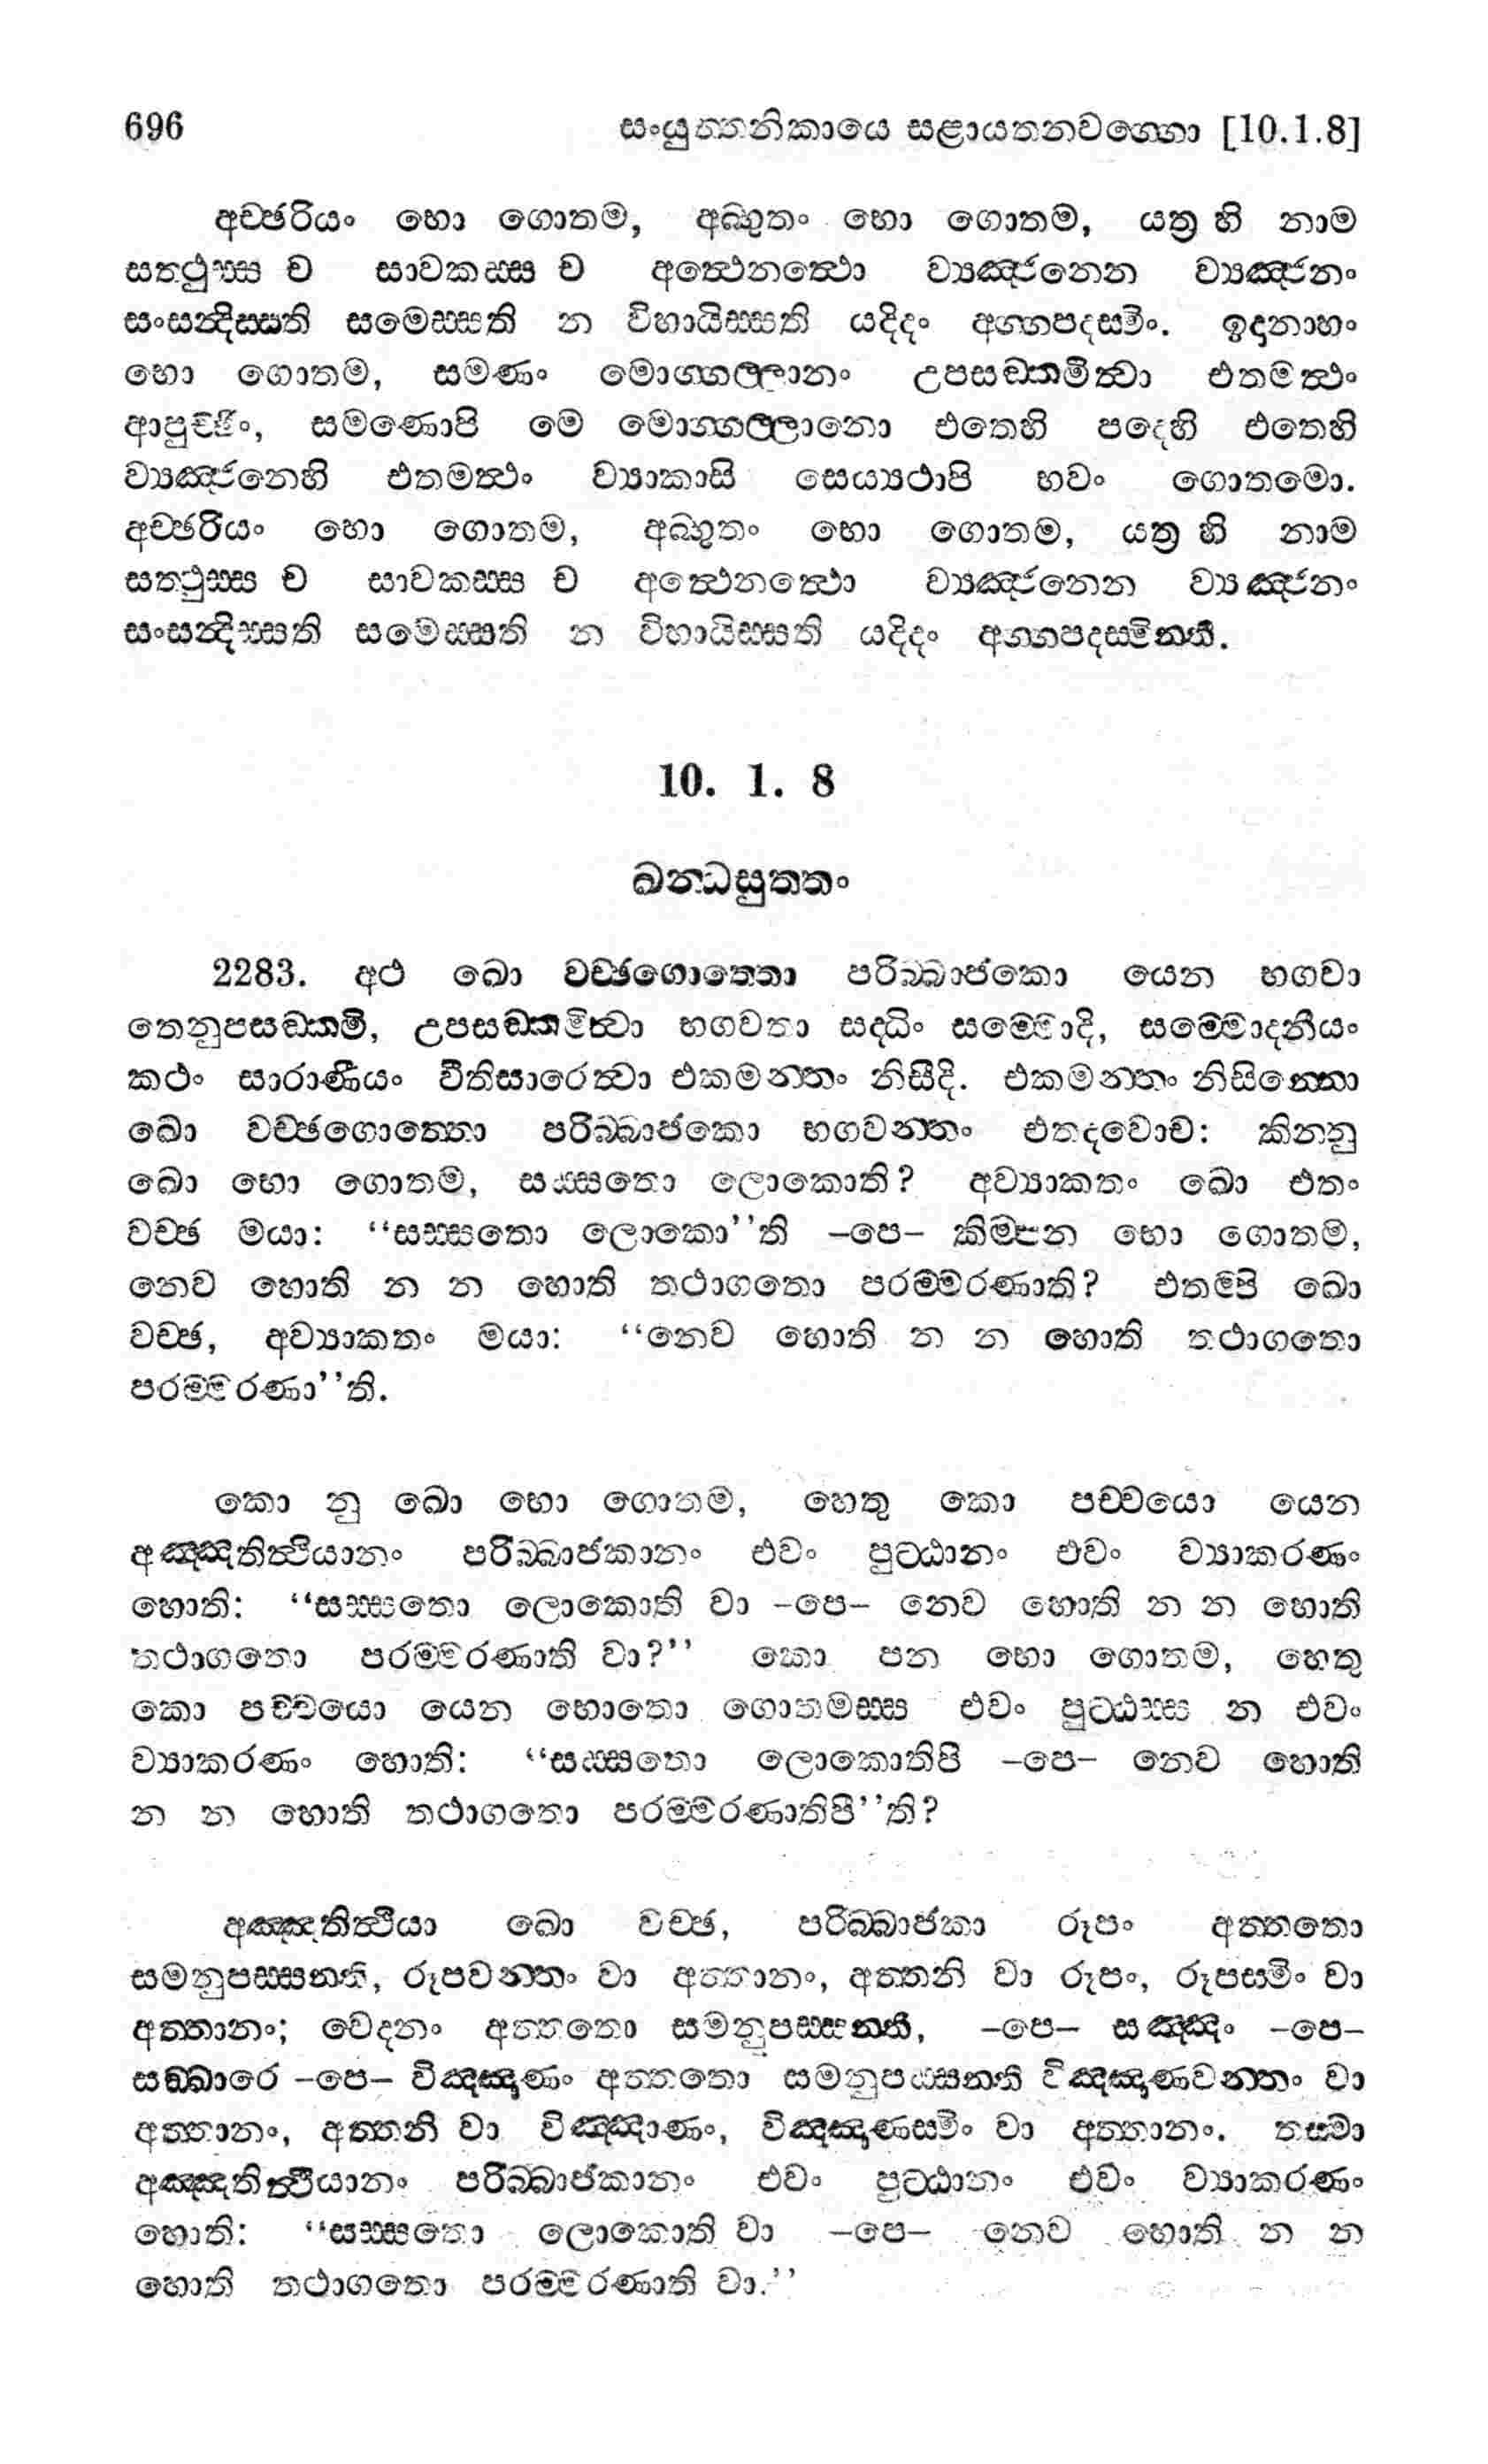 696 සංයුත්තනිකායෙ සළායතනවග්ගො [10.1.8]
අච්ඡරියං භො ගොතම, අබ්භුතං භො ගොතම, යත්‍ර හි නාම
සත්ථුස්ස ච සාවකස්ස ච අත්ථෙනත්ථො ව්‍යඤ්ජනෙන ව්‍යඤ්ජනං
සංසන්දිස්සති සමෙස්සති න විහායිස්සති යදිදං අග්ගපදස්මිං. ඉදානාහං
භො ගොතම, සමණං මොග්ගල්ලානං උපසඞ්කමිත්වා එතමත්ථං
ආපුච්ඡිං, සමණොපි මෙ මොග්ගල්ලානො එතෙහි පදෙහි එතෙහි
ව්‍යඤ්ජනෙහි එතමත්ථං ව්‍යාකාසි සෙය්‍යථාපි භවං ගොතමො.
අච්ඡරියං භො ගොතම, අබ්භුතං භො ගොතම, යත්‍ර හි නාම
සත්ථුස්ස ච සාවකස්ස ච අත්ථෙනත්ථො ව්‍යඤ්ජනෙන ව්‍යඤ්ජනං
සංසන්දිස්සති සමෙස්සති න විහායිස්සති යදිදං අග්ගපදස්මින්ති.
10. 1. 8
ඛන්ධසුත්තං
2283. අථ ඛො වච්ඡගොත්තො පරිබ්බාජකො යෙන භගවා
තෙනුපසඞ්කමි, උපසඞ්කමිත්වා භගවතා සද්ධිං සම්මොදි, සම්මොදනීයං
කථං සාරාණීයං වීතිසාරෙත්වා එකමන්තං නිසීදි. එකමන්තං නිසින්නො
ඛො වච්ඡගොත්තො පරිබ්බාජකො භගවන්තං එතදවොච: කින්නු
ඛො භො ගොතම, සස්සතො ලොකොති? අව්‍යාකතං ඛො එතං
වච්ඡ මයා: “සස්සතො ලොකො’’ති –පෙ– කිම්පන භො ගොතම,
නෙව හොති න න හොති තථාගතො පරම්මරණාති? එතම්පි ඛො
වච්ඡ, අව්‍යාකතං මයා: “නෙව හොති න න හොති තථාගතො
පරම්මරණා’’ති.
කො නු ඛො භො ගොතම, හෙතු කො පච්චයො යෙන
අඤ්ඤතිත්ථියානං පරිබ්බාජකානං එවං පුට්ඨානං එවං ව්‍යාකරණං
හොති: “සස්සතො ලොකොති වා –පෙ– නෙව හොති න න හොති
තථාගතො පරම්මරණාති වා?’’ කො පන භො ගොතම, හෙතු
කො පච්චයො යෙන භොතො ගොතමස්ස එවං පුට්ඨස්ස න එවං
ව්‍යාකරණං හොති: “සස්සතො ලොකොතිපි –පෙ– නෙව හොති
න න හොති තථාගතො පරම්මරණාතිපි’’ති?
අඤ්ඤතිත්ථියා ඛො වච්ඡ, පරිබ්බාජකා රූපං අත්තතො
සමනුපස්සන්ති, රූපවන්තං වා අත්තානං, අත්තනි වා රූපං, රූපස්මිං වා
අත්තානං; වෙදනං අත්තතො සමනුපස්සන්ති, –පෙ– සඤ්ඤං –පෙ–
සඞ්ඛාරෙ –පෙ– විඤ්ඤාණං අත්තතො සමනුපස්සන්ති විඤ්ඤාණවන්තං වා
අත්තානං, අත්තනි වා විඤ්ඤාණං, විඤ්ඤාණස්මිං වා අත්තානං. තස්මා
අඤ්ඤතිත්ථියානං පරිබ්බාජකානං එවං පුට්ඨානං එවං ව්‍යාකරණං
හොති: “සස්සතො ලොකොති වා –පෙ– නෙව හොති න න
හොති තථාගතො පරම්මරණාති වා.’’